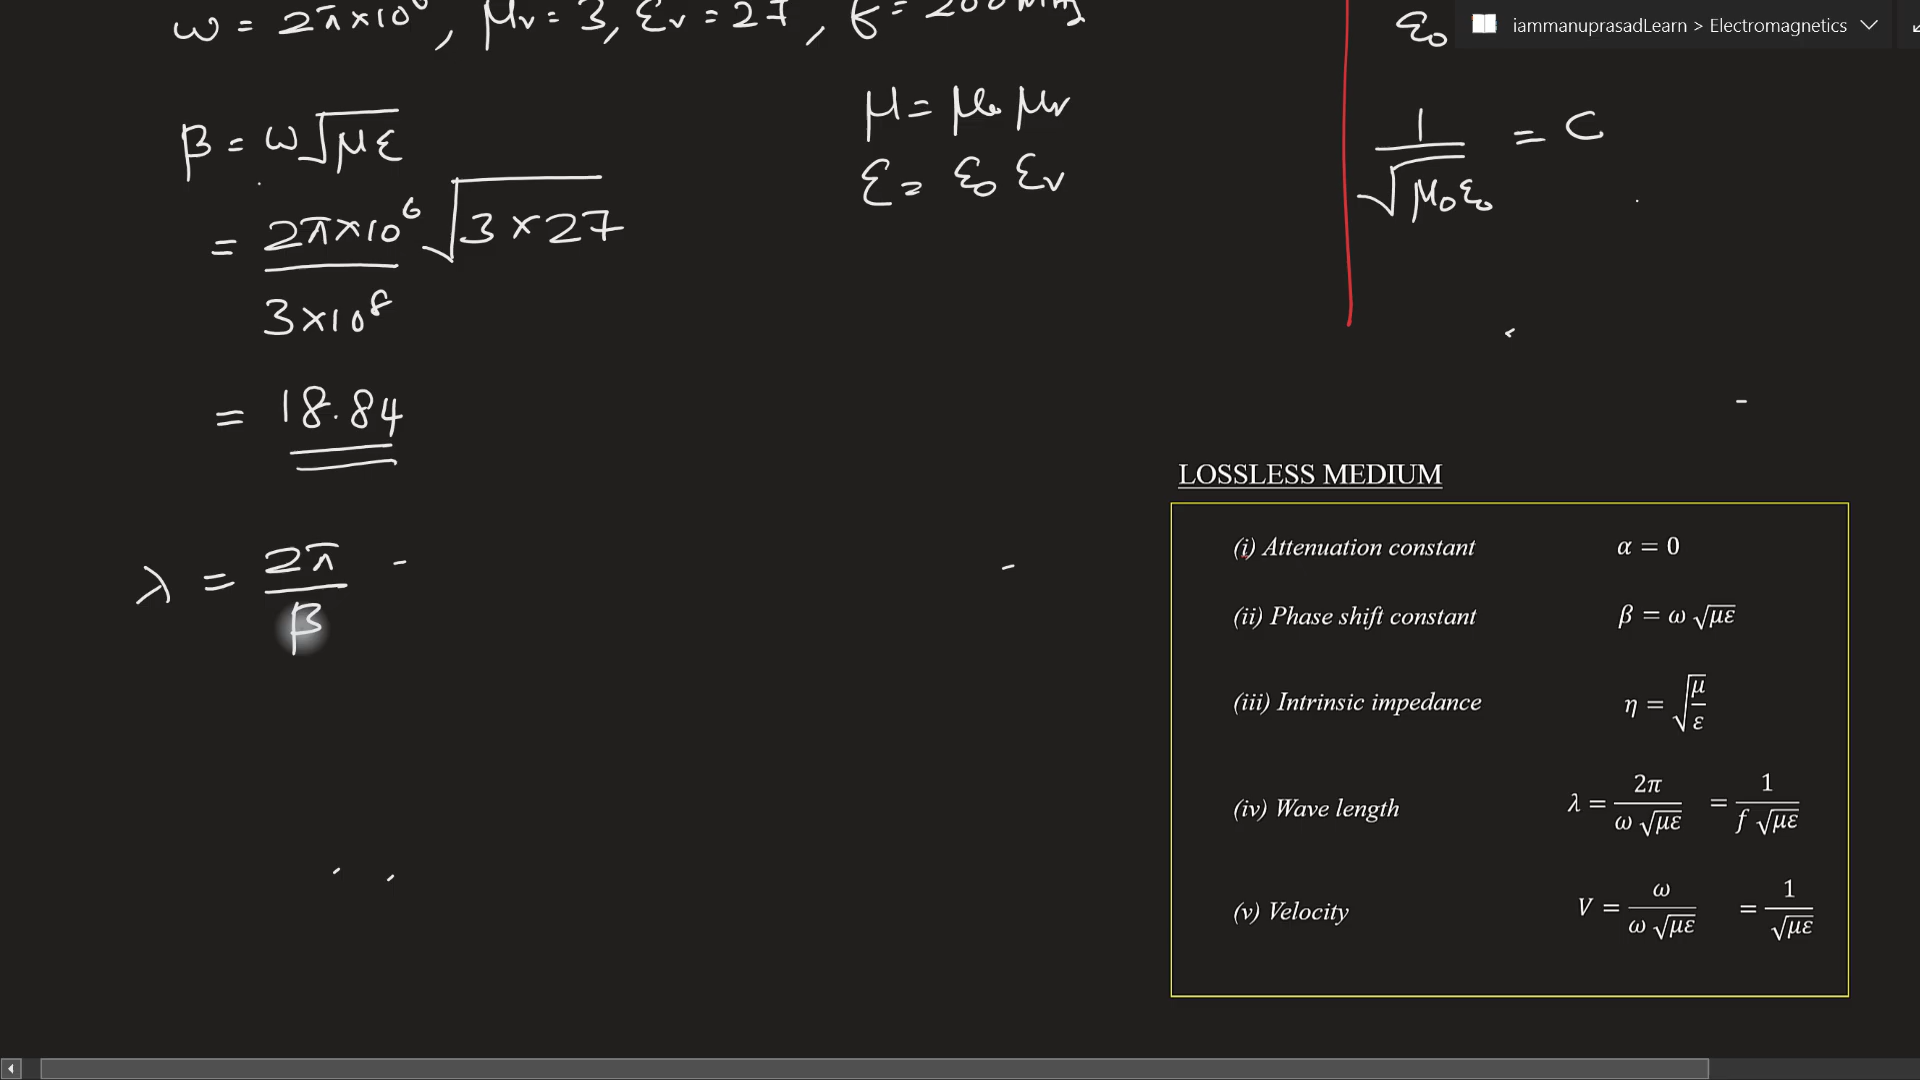 ω = 2π×10⁶, μr = 3, εr = 27, f = 200 MHz
β = ω√με
= 2π×10⁶ / 3×10⁸ √3 × 27
= 18.84
λ = 2π / β
μ = μ₀ μr
ε = ε₀ εr
ε₀
1 / √μ₀ε₀ = C
iammanuprasadLearn > Electromagnetics
LOSSLESS MEDIUM
(i) Attenuation constant α = 0
(ii) Phase shift constant β = ω √με
(iii) Intrinsic impedance η = √μ/ε
(iv) Wave length λ = 2π / ω √με = 1 / f √με
(v) Velocity V = ω / ω √με = 1 / √με